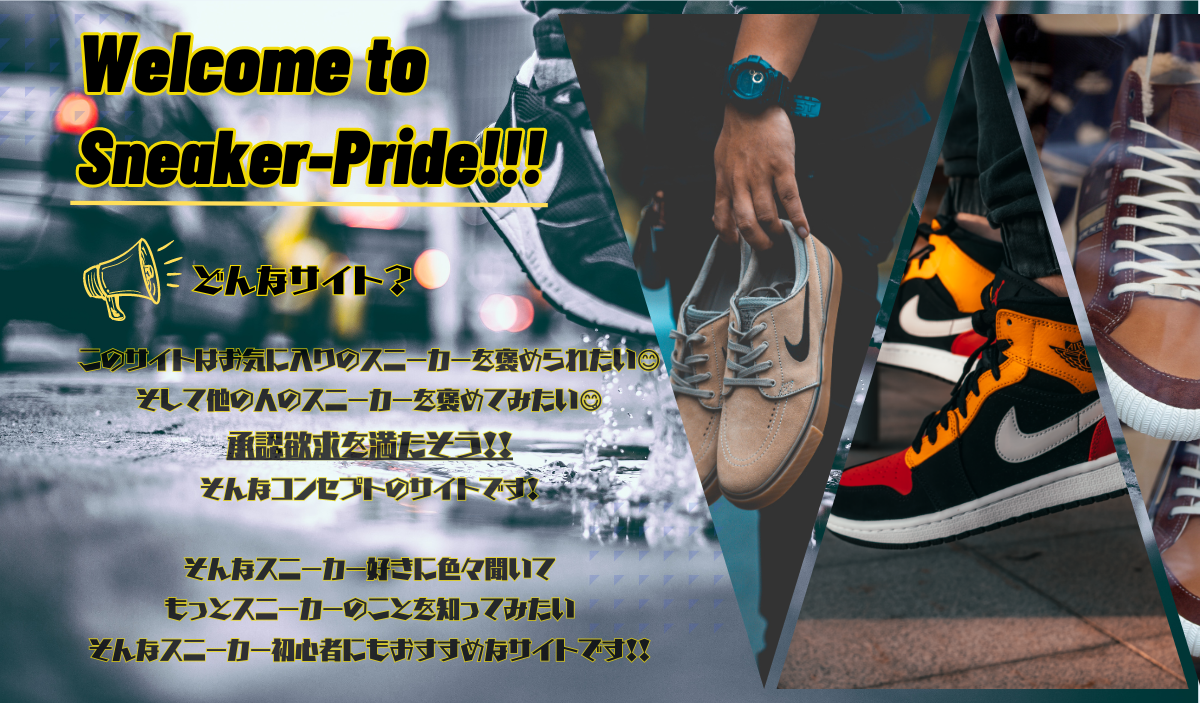 Welcome to
Sneaker-Pride!!!
どんなサイト？
このサイトはお気に入りのスニーカーを褒められたい😊
そして他の人のスニーカーを褒めてみたい😋
承認欲求を満たそう!!
そんなコンセプトのサイトです!
そんなスニーカー好きに色々聞いて
もっとスニーカーのことを知ってみたい
そんなスニーカー初心者にもおすすめなサイトです!!